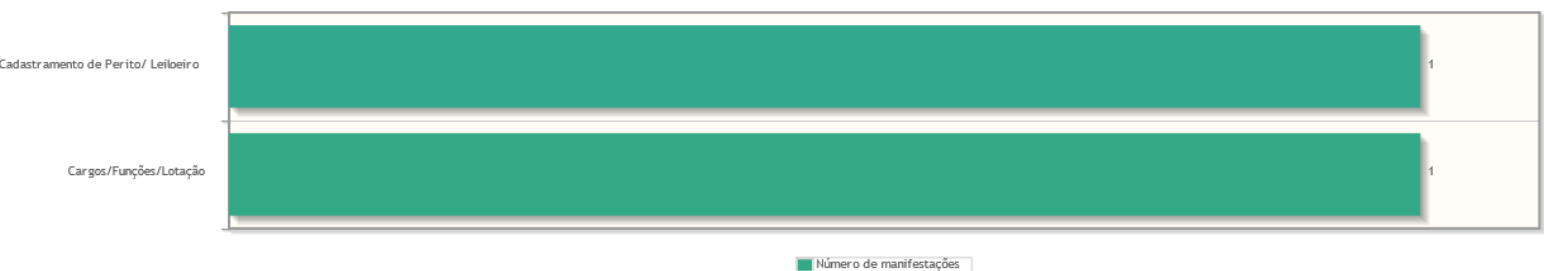 Cadastramento de Perito/ Leiloeiro
1
Cargos/Funções/Lotação
1
Número de manifestações